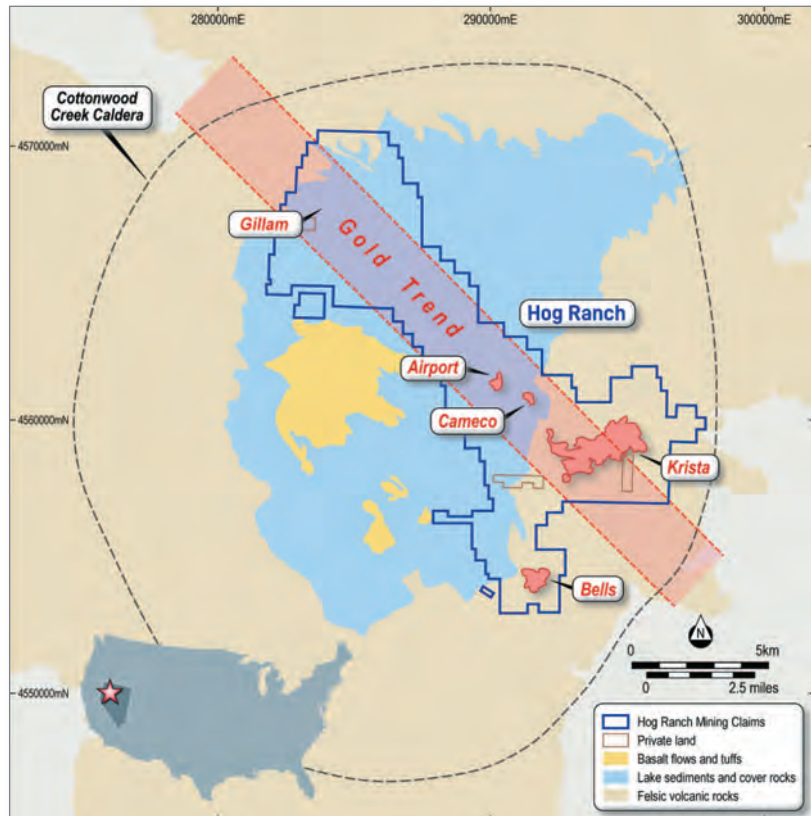 280000mE
290000mE
300000mE
Cottonwood
Creek Caldera
4570000mN
Gillam
Gold Trend
Hog Ranch
Airport
Cameco
4560000mN
Krista
Bells
N
0
5km
0
2.5 miles
4550000mN
Hog Ranch Mining Claims
Private land
Basalt flows and tuffs
Lake sediments and cover rocks
Felsic volcanic rocks